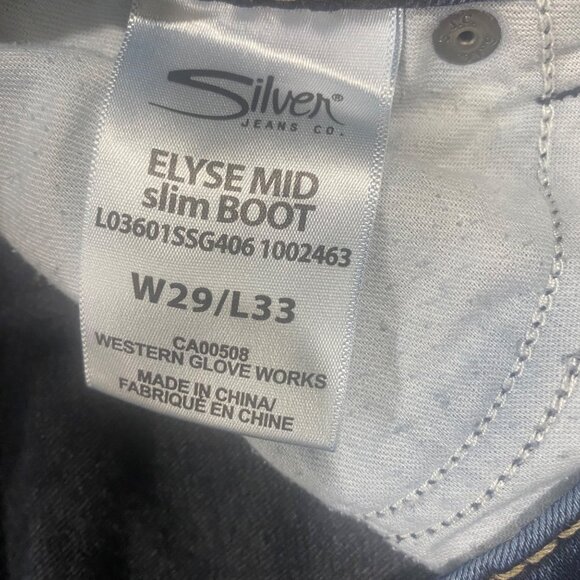 Silver®
JEANS CO.
ELYSE MID
slim BOOT
L03601SSG406 1002463
W29/L33
CA00508
WESTERN GLOVE WORKS
MADE IN CHINA/
FABRIQUÉ EN CHINE